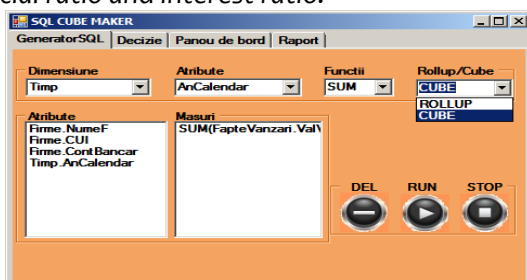 cial ratio and interest ratio.
SQL CUBE MAKER
GeneratorSQL Decizie Panou de bord Raport
Dimensiune Atribute Functii Rollup/Cube
Timp AnCalendar SUM CUBE
ROLLUP
CUBE
Atribute Masuri
Firme.NumeF SUM(FapteVanzari.Val\
Firme.CUI
Firme.ContBancar
Timp.AnCalendar
DEL RUN STOP